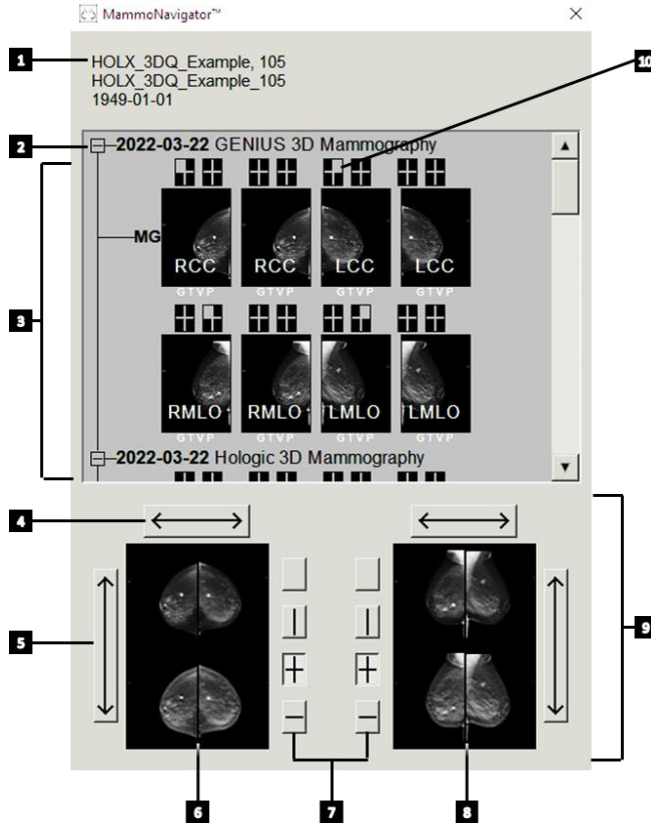 MammoNavigator™
1
HOLX_3DQ_Example, 105
10
HOLX_3DQ_Example_105
1949-01-01
2
2022-03-22 GENIUS 3D Mammography
MG
RCC RCC LCC LCC
GTVP GTVP GTVP GTVP
3
RMLO RMLO LMLO LMLO
GTVP GTVP GTVP GTVP
2022-03-22 Hologic 3D Mammography
4
5
9
6
7
8